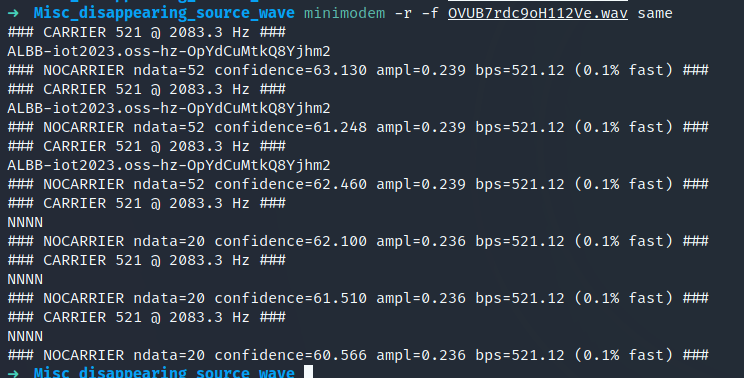 ➜ Misc_disappearing_source_wave minimodem -r -f OVUB7rdc9oH112Ve.wav same
### CARRIER 521 @ 2083.3 Hz ###
ALBB-iot2023.oss-hz-OpYdCuMtkQ8Yjhm2
### NOCARRIER ndata=52 confidence=63.130 ampl=0.239 bps=521.12 (0.1% fast) ###
### CARRIER 521 @ 2083.3 Hz ###
ALBB-iot2023.oss-hz-OpYdCuMtkQ8Yjhm2
### NOCARRIER ndata=52 confidence=61.248 ampl=0.239 bps=521.12 (0.1% fast) ###
### CARRIER 521 @ 2083.3 Hz ###
ALBB-iot2023.oss-hz-OpYdCuMtkQ8Yjhm2
### NOCARRIER ndata=52 confidence=62.460 ampl=0.239 bps=521.12 (0.1% fast) ###
### CARRIER 521 @ 2083.3 Hz ###
NNNN
### NOCARRIER ndata=20 confidence=62.100 ampl=0.236 bps=521.12 (0.1% fast) ###
### CARRIER 521 @ 2083.3 Hz ###
NNNN
### NOCARRIER ndata=20 confidence=61.510 ampl=0.236 bps=521.12 (0.1% fast) ###
### CARRIER 521 @ 2083.3 Hz ###
NNNN
### NOCARRIER ndata=20 confidence=60.566 ampl=0.236 bps=521.12 (0.1% fast) ###
➜ Misc_disappearing_source_wave